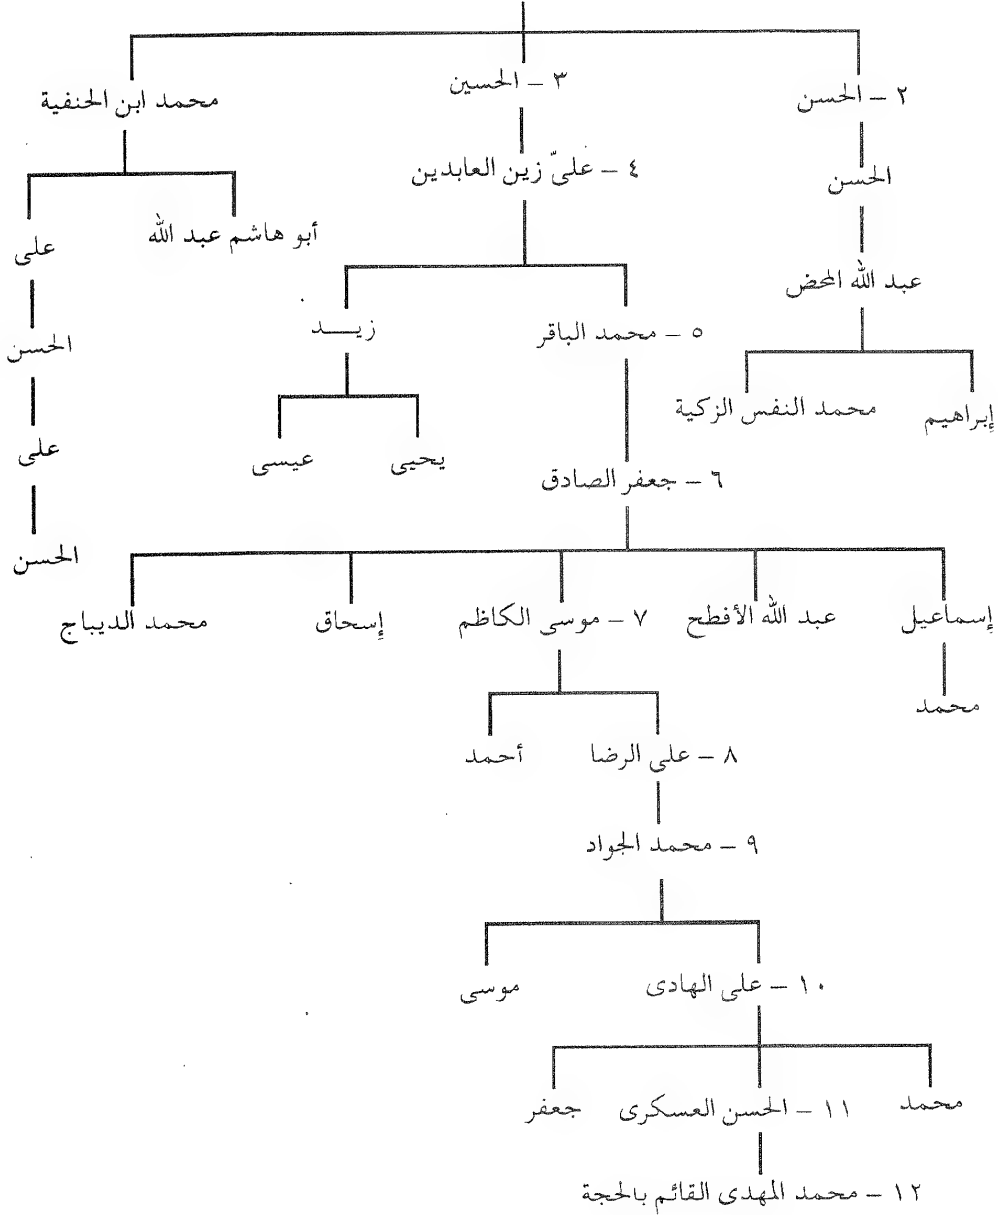 ٢ – الحسن
٣ – الحسين
محمد ابن الحنفية
الحسن
٤ – علىّ زين العابدين
أبو هاشم عبد الله
على
عبد الله المحض
٥ – محمد الباقر
زيـــد
الحسن
إبراهيم
محمد النفس الزكية
يحيى
عيسى
على
٦ – جعفر الصادق
الحسن
إسماعيل
عبد الله الأفطح
٧ – موسى الكاظم
إسحاق
محمد الديباج
محمد
٨ – على الرضا
أحمد
٩ – محمد الجواد
١٠ – على الهادى
موسى
محمد
١١ – الحسن العسكرى
جعفر
١٢ – محمد المهدى القائم بالحجة